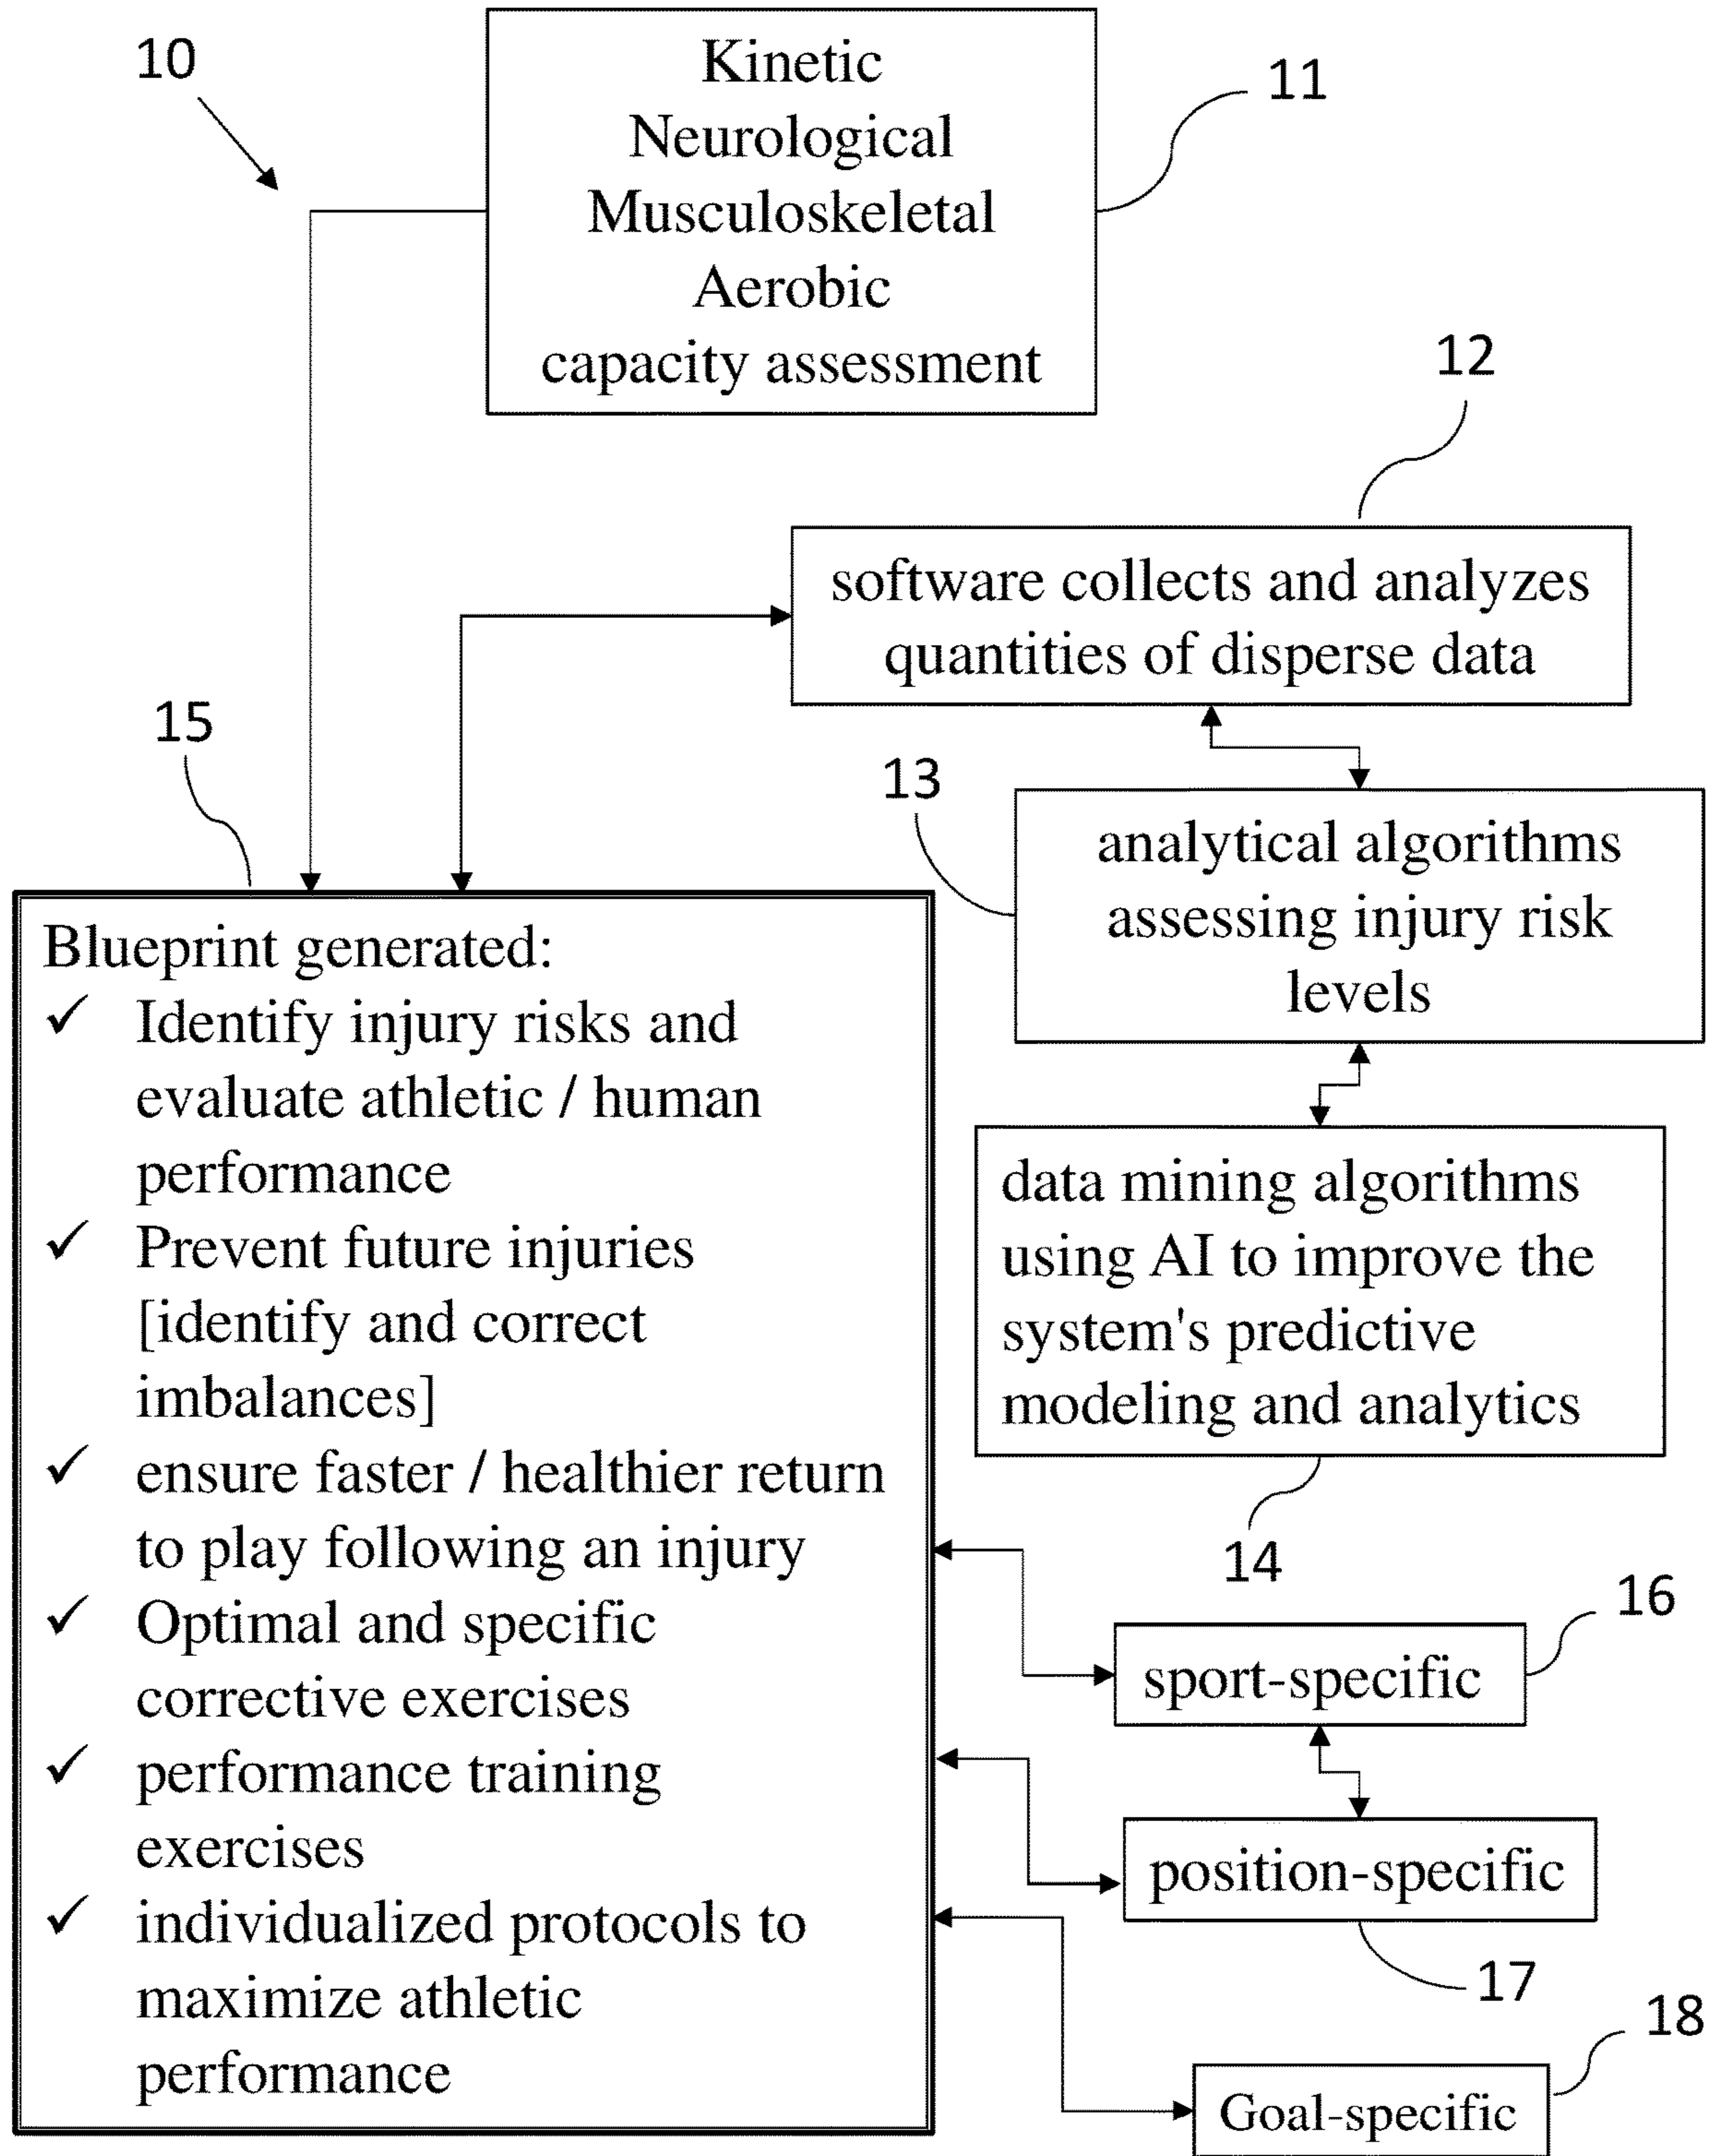 10
Kinetic
Neurological
Musculoskeletal
Aerobic
capacity assessment
11
12
software collects and analyzes
quantities of disperse data
15
13
analytical algorithms
assessing injury risk
levels
Blueprint generated:
✓ Identify injury risks and
evaluate athletic / human
performance
✓ Prevent future injuries
[identify and correct
imbalances]
✓ ensure faster / healthier return
to play following an injury
✓ Optimal and specific
corrective exercises
✓ performance training
exercises
✓ individualized protocols to
maximize athletic
performance
data mining algorithms
using AI to improve the
system's predictive
modeling and analytics
14
16
sport-specific
position-specific
17
18
Goal-specific